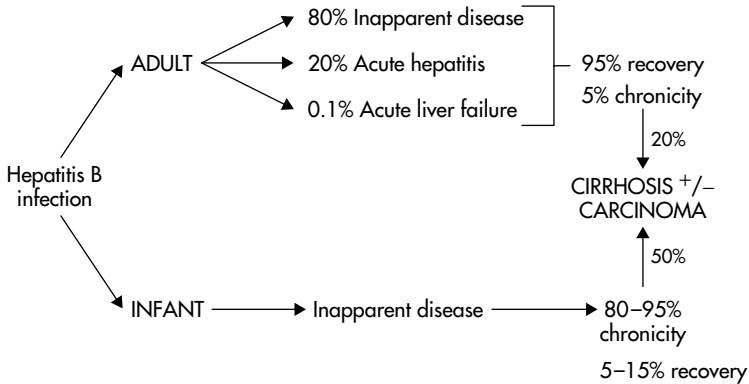 80% Inapparent disease
ADULT
20% Acute hepatitis
95% recovery
5% chronicity
0.1% Acute liver failure
20%
Hepatitis B
infection
CIRRHOSIS +/−
CARCINOMA
50%
INFANT
Inapparent disease
80–95%
chronicity
5–15% recovery